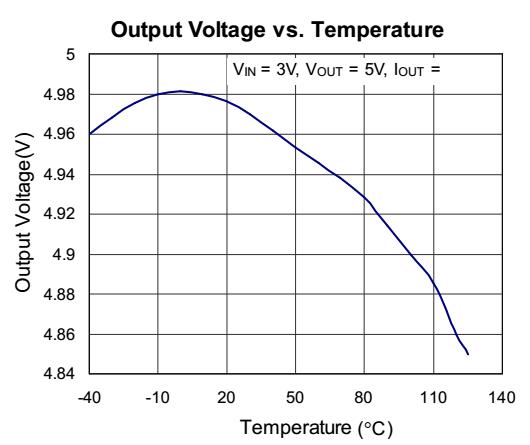 Output Voltage vs. Temperature
VIN = 3V, VOUT = 5V, IOUT =
5
4.98
4.96
4.94
4.92
4.9
4.88
4.86
4.84
Output Voltage(V)
-40 -10 20 50 80 110 140
Temperature (°C)